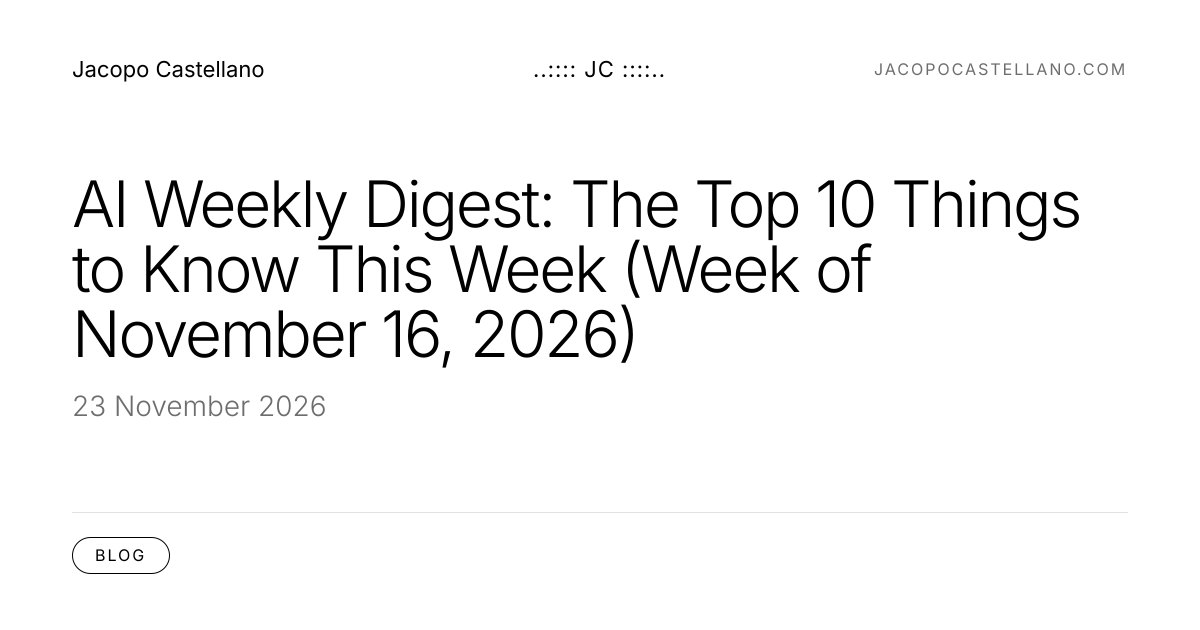 Jacopo Castellano
..:::: JC ::::..
JACOPOCASTELLANO.COM
AI Weekly Digest: The Top 10 Things
to Know This Week (Week of
November 16, 2026)
23 November 2026
BLOG